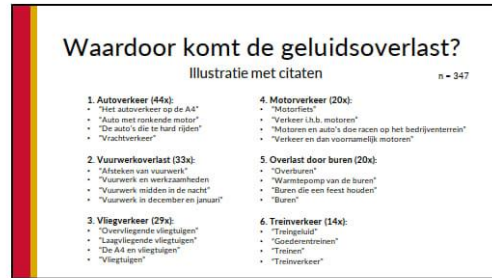 Waardoor komt de geluidsoverlast?
Illustratie met citaten
n = 347
1. Autoverkeer (44x):
• "Het autoverkeer op de A4"
• "Auto met ronkende motor"
• "De auto's die te hard rijden"
• "Vrachtverkeer"
2. Vuurwerkoverlast (33x):
• "Afsteken van vuurwerk"
• "Vuurwerk en werkzaamheden
• "Vuurwerk midden in de nacht"
• "Vuurwerk in december en januari"
3. Vliegverkeer (29x):
• "Overvliegende vliegtuigen"
• "Laagvliegende vliegtuigen"
• "De A4 en vliegtuigen"
• "Vliegtuigen"
4. Motorverkeer (20x):
• "Motorfiets"
• "Verkeer i.h.b. motoren"
• "Motoren en auto's doe racen op het bedrijventerrein"
• "Verkeer en dan voornamelijk motoren"
5. Overlast door buren (20x):
• "Overburen"
• "Warmtepomp van de buren"
• "Buren die een feest houden"
• "Buren"
6. Treinverkeer (14x):
• "Treingeluid"
• "Goederentreinen"
• "Treinen"
• "Treinverkeer"